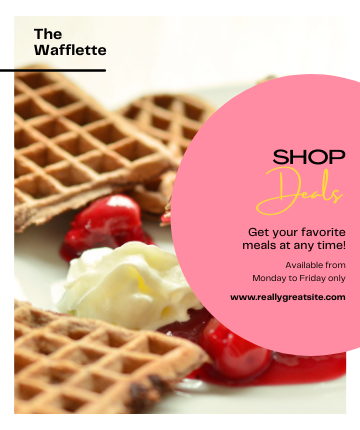 The
Wafflette
SHOP
Deals
Get your favorite
meals at any time!
Available from
Monday to Friday only
www.reallygreatsite.com